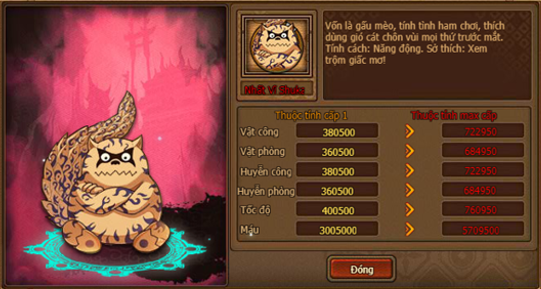 Vốn là gấu mèo, tính tình ham chơi, thích
dùng gió cát chôn vùi mọi thứ trước mắt.
Tính cách: Năng động. Sở thích: Xem
trộm giấc mơ!
Nhất Vĩ Shuku
Thuộc tính cấp 1 Thuộc tính max cấp
Vật công 380500 722950
Vật phòng 360500 684950
Huyễn công 380500 722950
Huyễn phòng 360500 684950
Tốc độ 400500 760950
Máu 3005000 5709500
Đóng